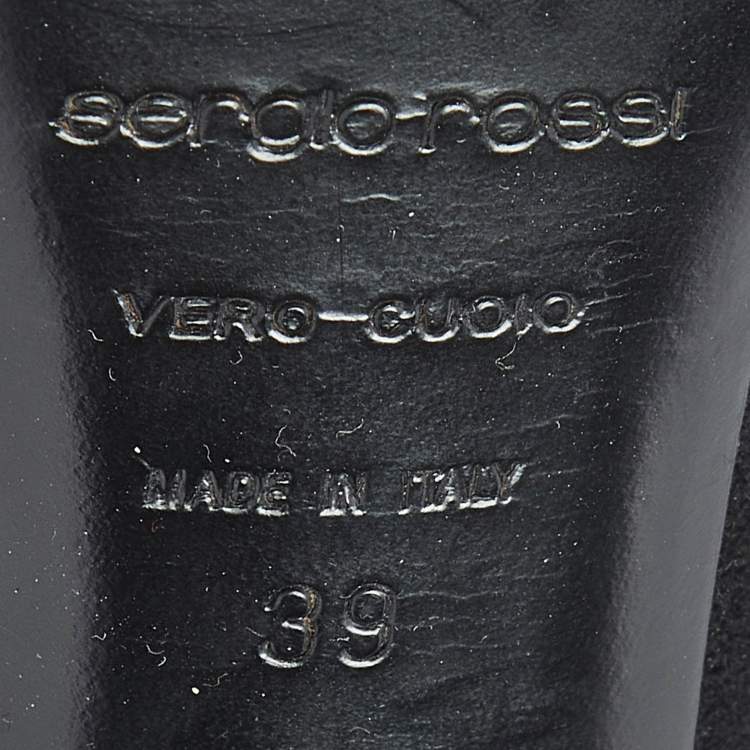 sergio rossi
VERO CUOIO
MADE IN ITALY
39